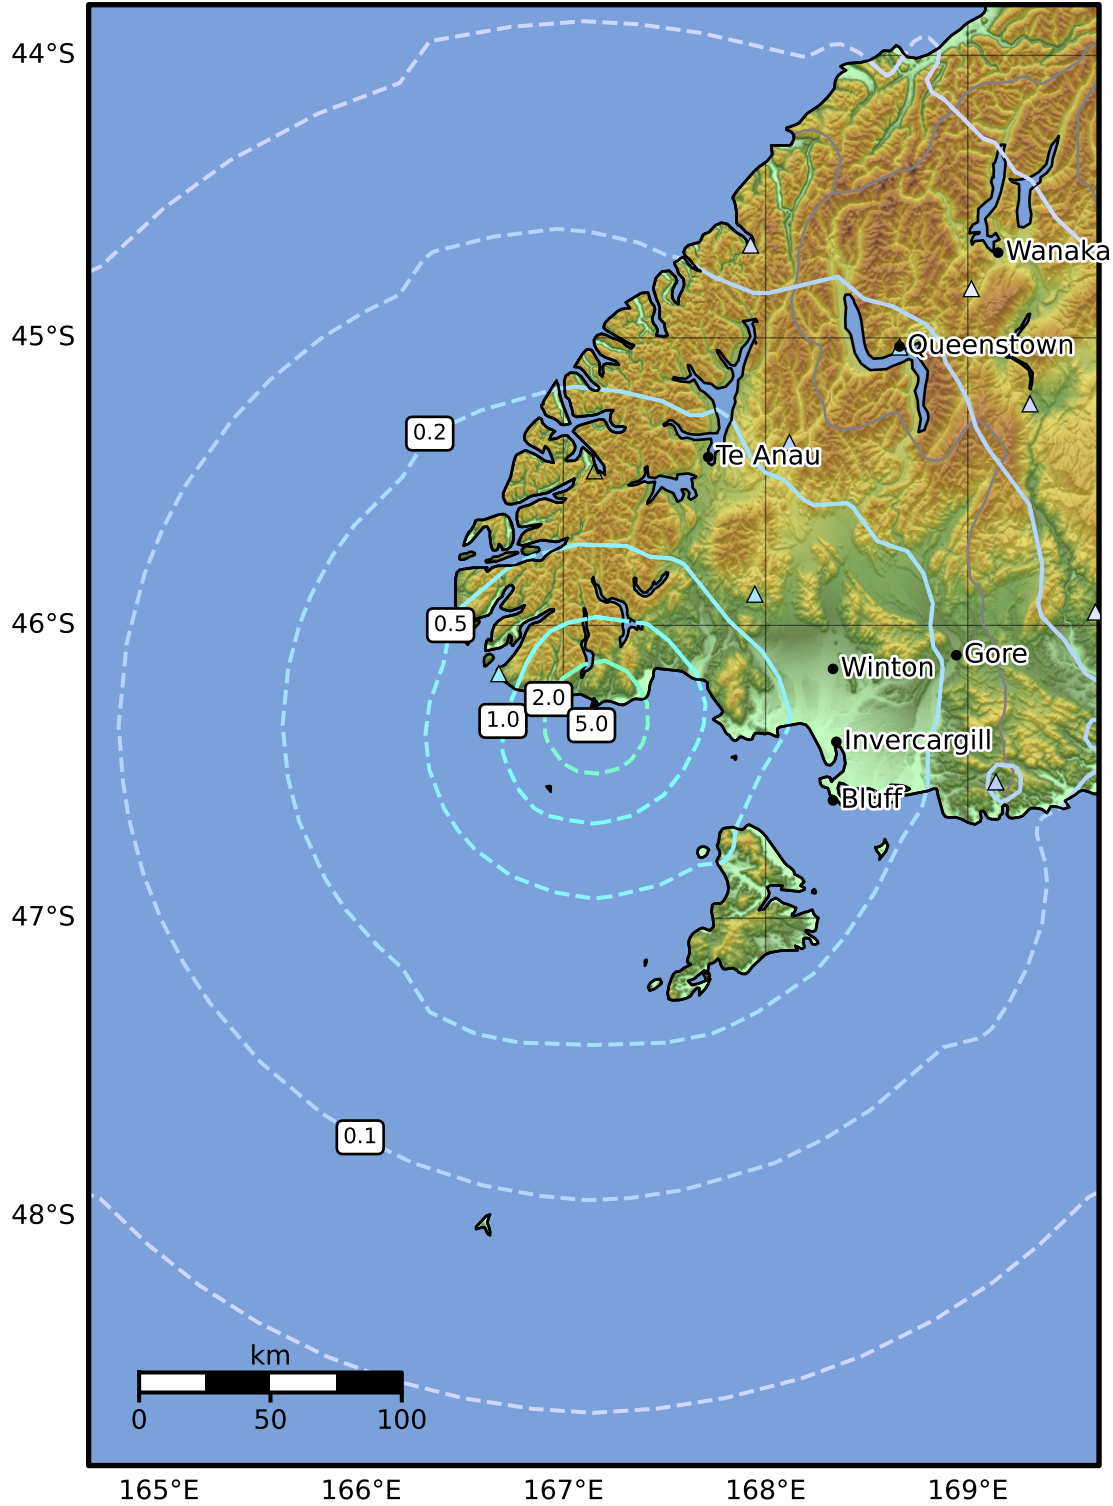 44°S
Wanaka
45°S
Queenstown
0.2
Te Anau
46°S
0.5
Gore
Winton
2.0
1.0
5.0
Invercargill
Bluff
47°S
0.1
48°S
km
0 50 100
165°E 166°E 167°E 168°E 169°E